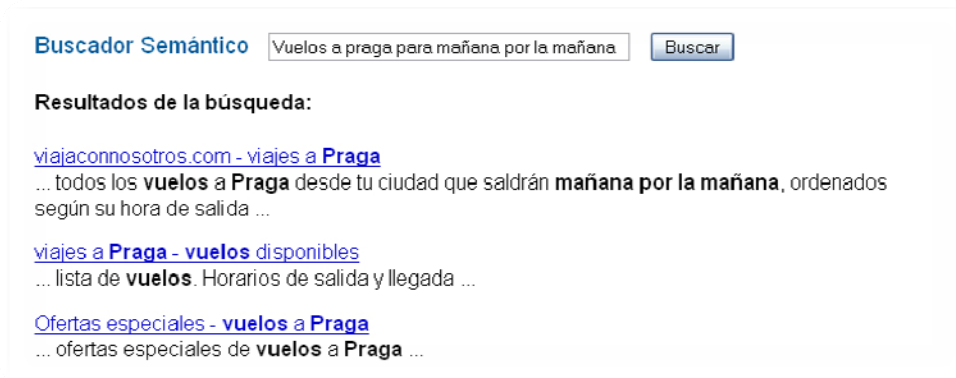 Buscador Semántico Vuelos a praga para mañana por la mañana Buscar
Resultados de la búsqueda:
viajaconnosotros.com - viajes a Praga
... todos los vuelos a Praga desde tu ciudad que saldrán mañana por la mañana, ordenados
según su hora de salida ...
viajes a Praga - vuelos disponibles
... lista de vuelos. Horarios de salida y llegada ...
Ofertas especiales - vuelos a Praga
... ofertas especiales de vuelos a Praga ...